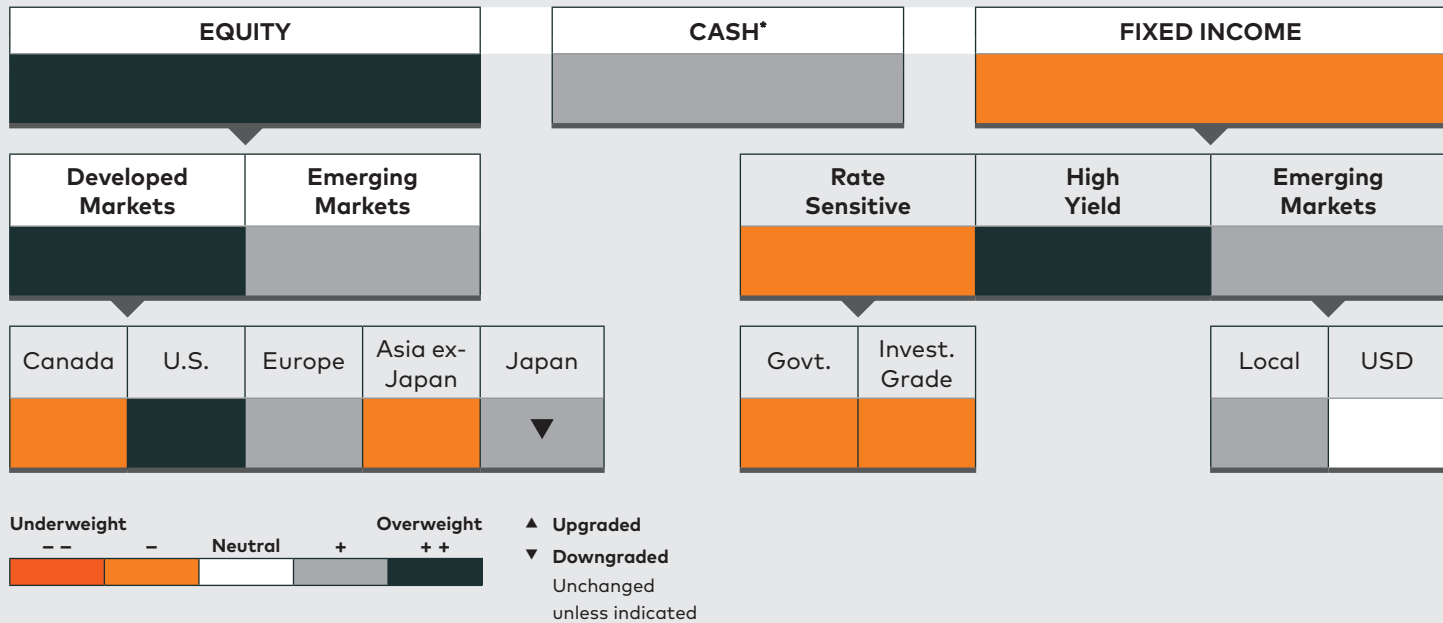 EQUITY
CASH*
FIXED INCOME
Developed
Markets
Emerging
Markets
Rate
Sensitive
High
Yield
Emerging
Markets
Canada
U.S.
Europe
Asia ex-
Japan
Japan
▼
Govt.
Invest.
Grade
Local
USD
Underweight
Overweight
– –
–
Neutral
+
+ +
▲ Upgraded
▼ Downgraded
Unchanged
unless indicated